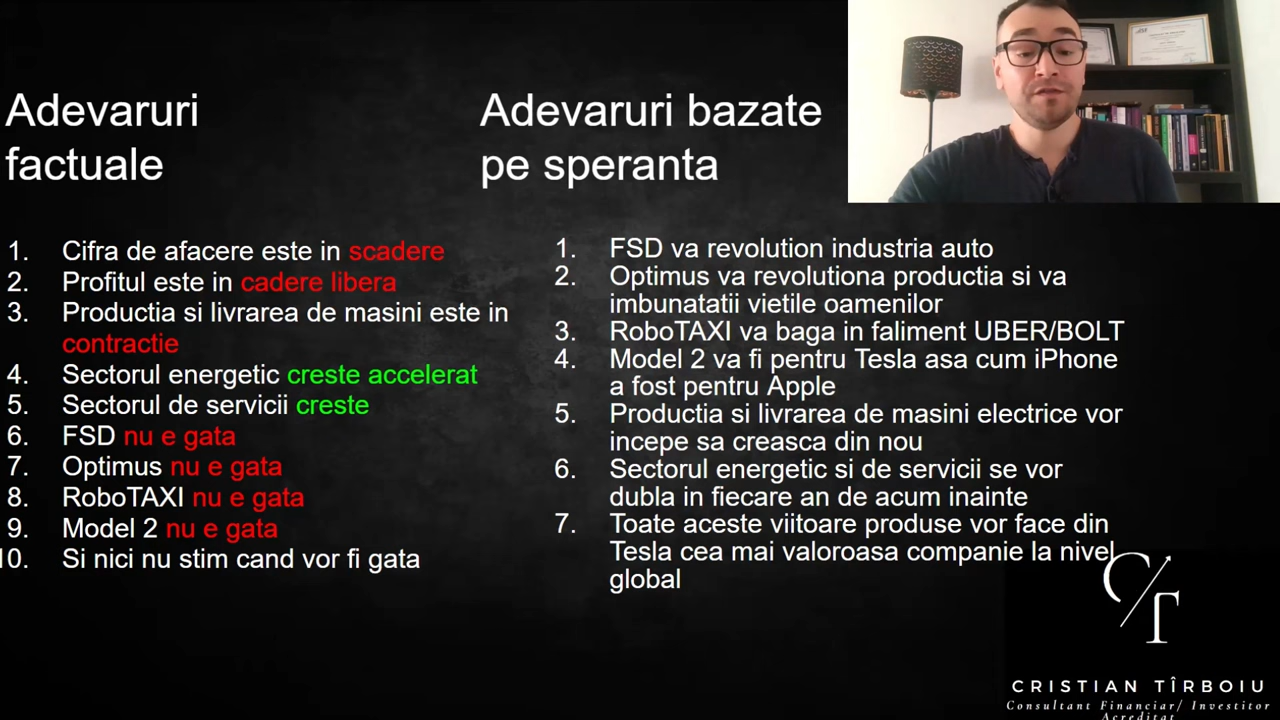 Adevaruri
factuale
1. Cifra de afacere este in scadere
2. Profitul este in cadere libera
3. Productia si livrarea de masini este in
contractie
4. Sectorul energetic creste accelerat
5. Sectorul de servicii creste
6. FSD nu e gata
7. Optimus nu e gata
8. RoboTAXI nu e gata
9. Model 2 nu e gata
10. Si nici nu stim cand vor fi gata
Adevaruri bazate
pe speranta
1. FSD va revolution industria auto
2. Optimus va revolutiona productia si va
imbunatatii vietile oamenilor
3. RoboTAXI va baga in faliment UBER/BOLT
4. Model 2 va fi pentru Tesla asa cum iPhone
a fost pentru Apple
5. Productia si livrarea de masini electrice vor
incepe sa creasca din nou
6. Sectorul energetic si de servicii se vor
dubla in fiecare an de acum inainte
7. Toate aceste viitoare produse vor face din
Tesla cea mai valoroasa companie la nivel
global
C/T
CRISTIAN TÎRBOIU
Consultant Financiar/ Investitor
Acreditat